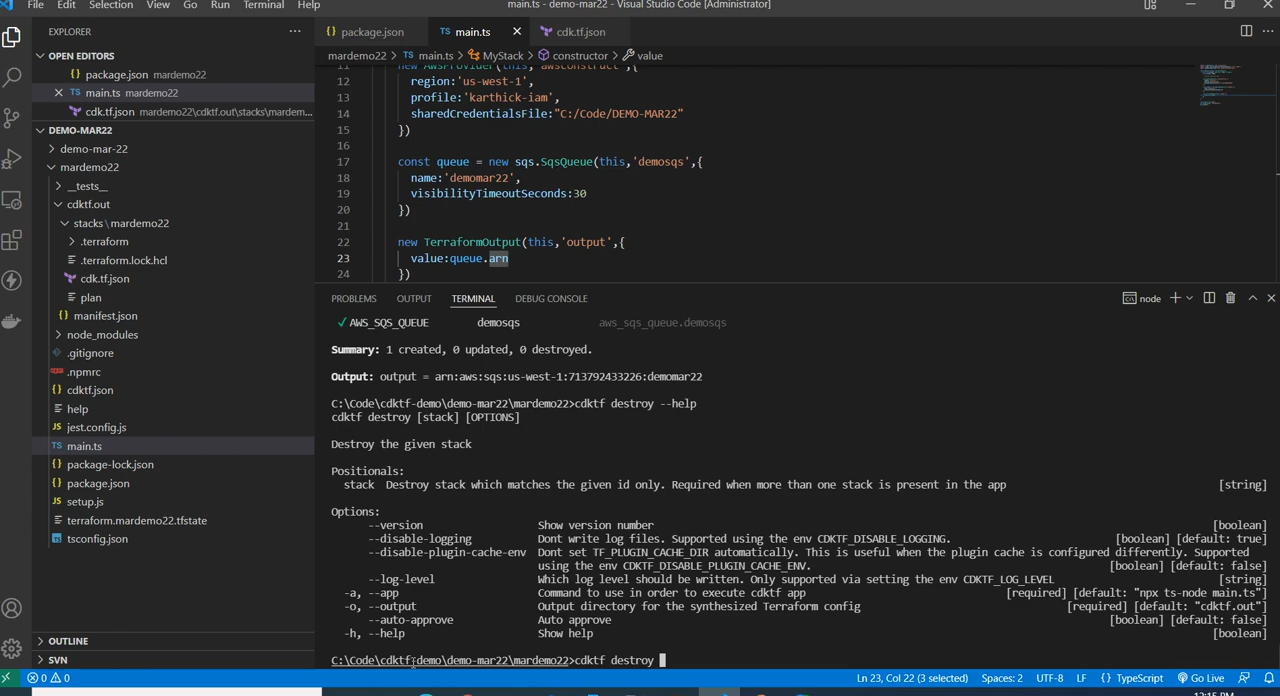 File Edit Selection View Go Run Terminal Help
main.ts - demo-mar22 - Visual Studio Code [Administrator]
EXPLORER
OPEN EDITORS
package.json mardemo22
TS main.ts mardemo22
cdk.tf.json mardemo22\cdktf.out\stacks\mardem...
DEMO-MAR22
demo-mar-22
mardemo22
__tests__
cdktf.out
stacks \ mardemo22
.terraform
.terraform.lock.hcl
cdk.tf.json
plan
{} manifest.json
node_modules
.gitignore
.npmrc
{} cdktf.json
help
JS jest.config.js
TS main.ts
{} package-lock.json
{} package.json
JS setup.js
terraform.mardemo22.tfstate
tsconfig.json
OUTLINE
SVN
{} package.json
TS main.ts
cdk.tf.json
mardemo22 > TS main.ts > MyStack > constructor > value
11 new AwsProvider(this,'awsconstruct',{
12 region:'us-west-1',
13 profile:'karthick-iam',
14 sharedCredentialsFile:"C:/Code/DEMO-MAR22"
15 })
16
17 const queue = new sqs.SqsQueue(this,'demosqs',{
18 name:'demomar22',
19 visibilityTimeoutSeconds:30
20 })
21
22 new TerraformOutput(this,'output',{
23 value:queue.arn
24 })
PROBLEMS OUTPUT TERMINAL DEBUG CONSOLE
node
✓ AWS_SQS_QUEUE demosqs aws_sqs_queue.demosqs
Summary: 1 created, 0 updated, 0 destroyed.
Output: output = arn:aws:sqs:us-west-1:713792433226:demomar22
C:\Code\cdktf-demo\demo-mar22\mardemo22>cdktf destroy --help
cdktf destroy [stack] [OPTIONS]
Destroy the given stack
Positionals:
stack Destroy stack which matches the given id only. Required when more than one stack is present in the app [string]
Options:
--version Show version number [boolean]
--disable-logging Dont write log files. Supported using the env CDKTF_DISABLE_LOGGING. [boolean] [default: true]
--disable-plugin-cache-env Dont set TF_PLUGIN_CACHE_DIR automatically. This is useful when the plugin cache is configured differently. Supported
using the env CDKTF_DISABLE_PLUGIN_CACHE_ENV. [boolean] [default: false]
--log-level Which log level should be written. Only supported via setting the env CDKTF_LOG_LEVEL [string]
-a, --app Command to use in order to execute cdktf app [required] [default: "npx ts-node main.ts"]
-o, --output Output directory for the synthesized Terraform config [required] [default: "cdktf.out"]
--auto-approve Auto approve [boolean] [default: false]
-h, --help Show help [boolean]
C:\Code\cdktf-demo\demo-mar22\mardemo22>cdktf destroy
0 0 Ln 23, Col 22 (3 selected) Spaces: 2 UTF-8 LF {} TypeScript Go Live
12:15 PM